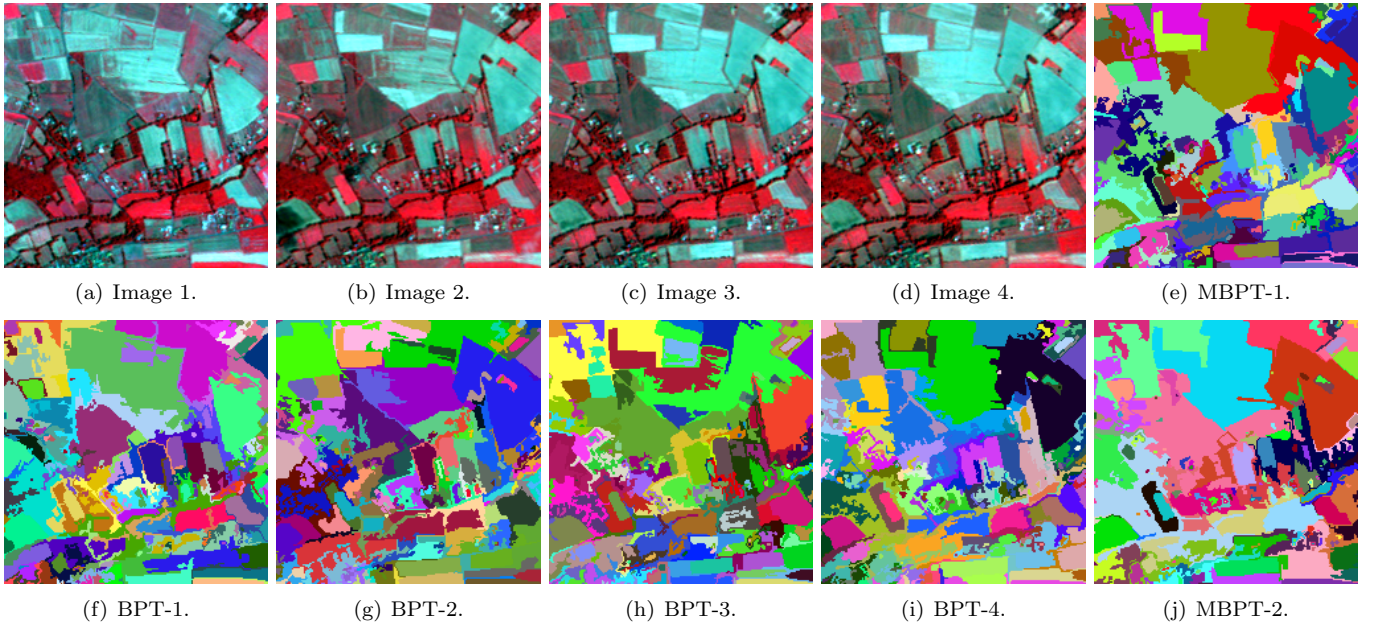 (a) Image 1. (b) Image 2. (c) Image 3. (d) Image 4. (e) MBPT-1.
(f) BPT-1. (g) BPT-2. (h) BPT-3. (i) BPT-4. (j) MBPT-2.